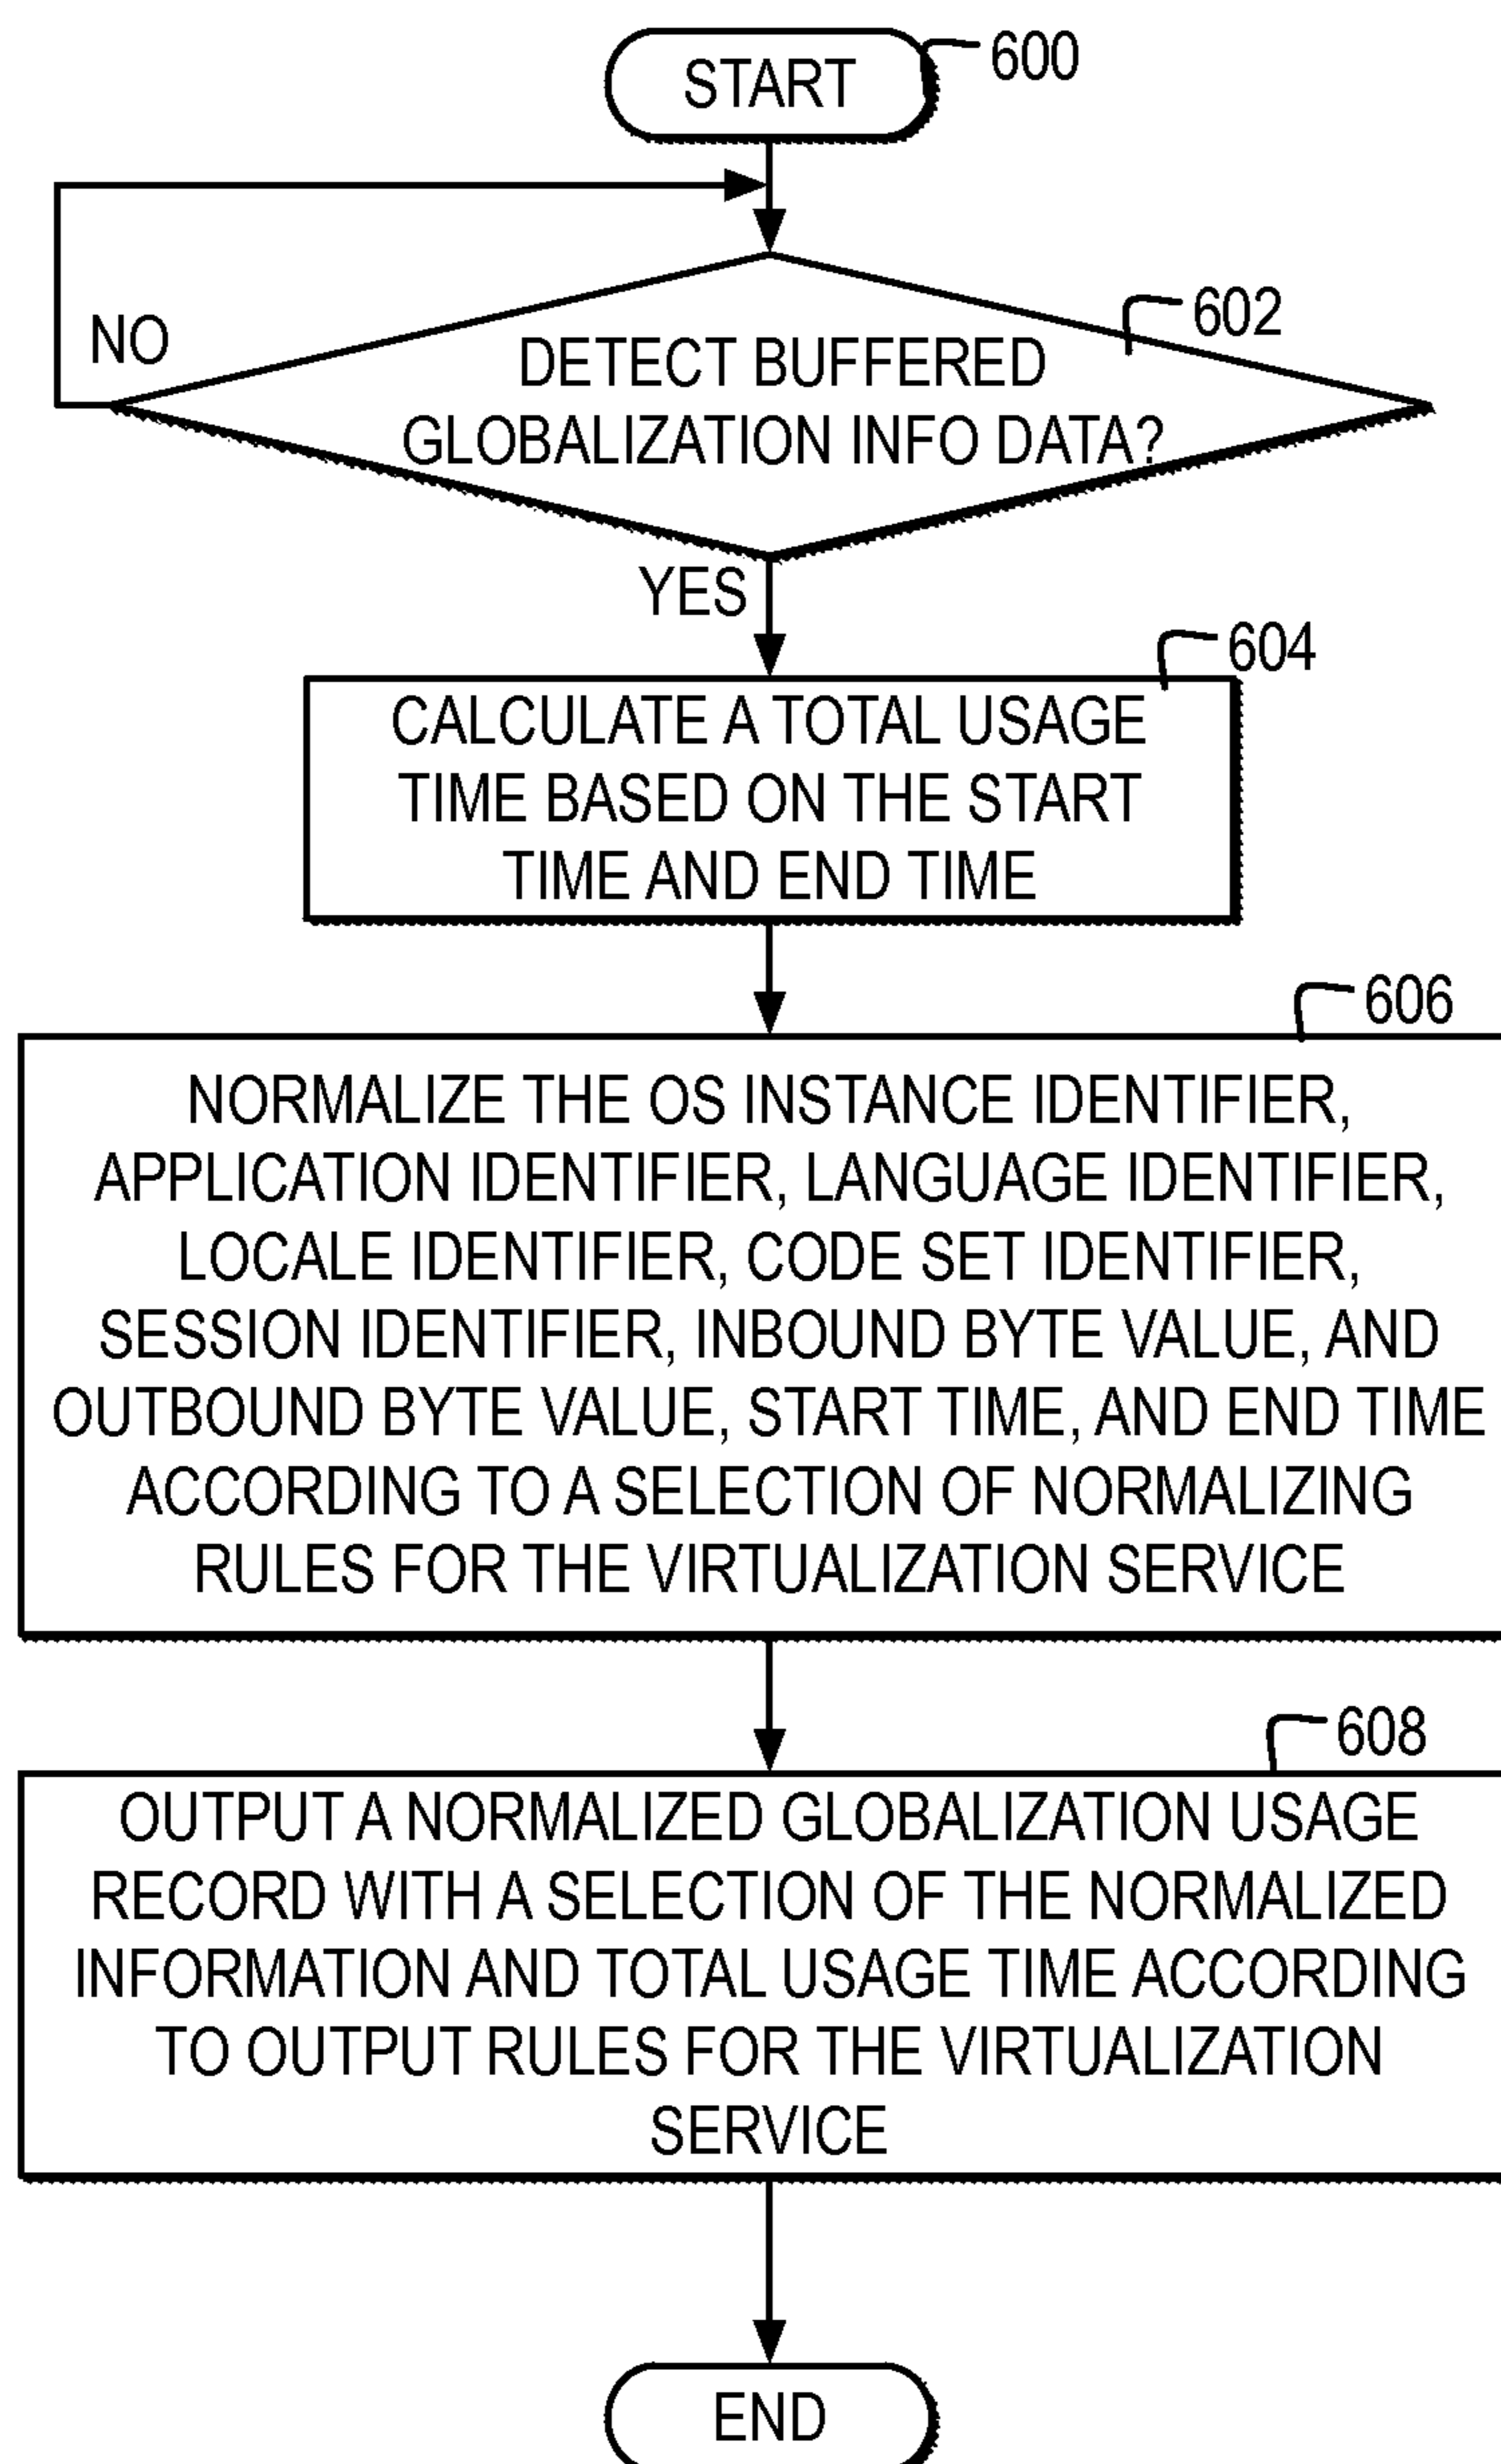 START
600
NO
602
DETECT BUFFERED
GLOBALIZATION INFO DATA?
YES
604
CALCULATE A TOTAL USAGE
TIME BASED ON THE START
TIME AND END TIME
606
NORMALIZE THE OS INSTANCE IDENTIFIER,
APPLICATION IDENTIFIER, LANGUAGE IDENTIFIER,
LOCALE IDENTIFIER, CODE SET IDENTIFIER,
SESSION IDENTIFIER, INBOUND BYTE VALUE, AND
OUTBOUND BYTE VALUE, START TIME, AND END TIME
ACCORDING TO A SELECTION OF NORMALIZING
RULES FOR THE VIRTUALIZATION SERVICE
608
OUTPUT A NORMALIZED GLOBALIZATION USAGE
RECORD WITH A SELECTION OF THE NORMALIZED
INFORMATION AND TOTAL USAGE TIME ACCORDING
TO OUTPUT RULES FOR THE VIRTUALIZATION
SERVICE
END